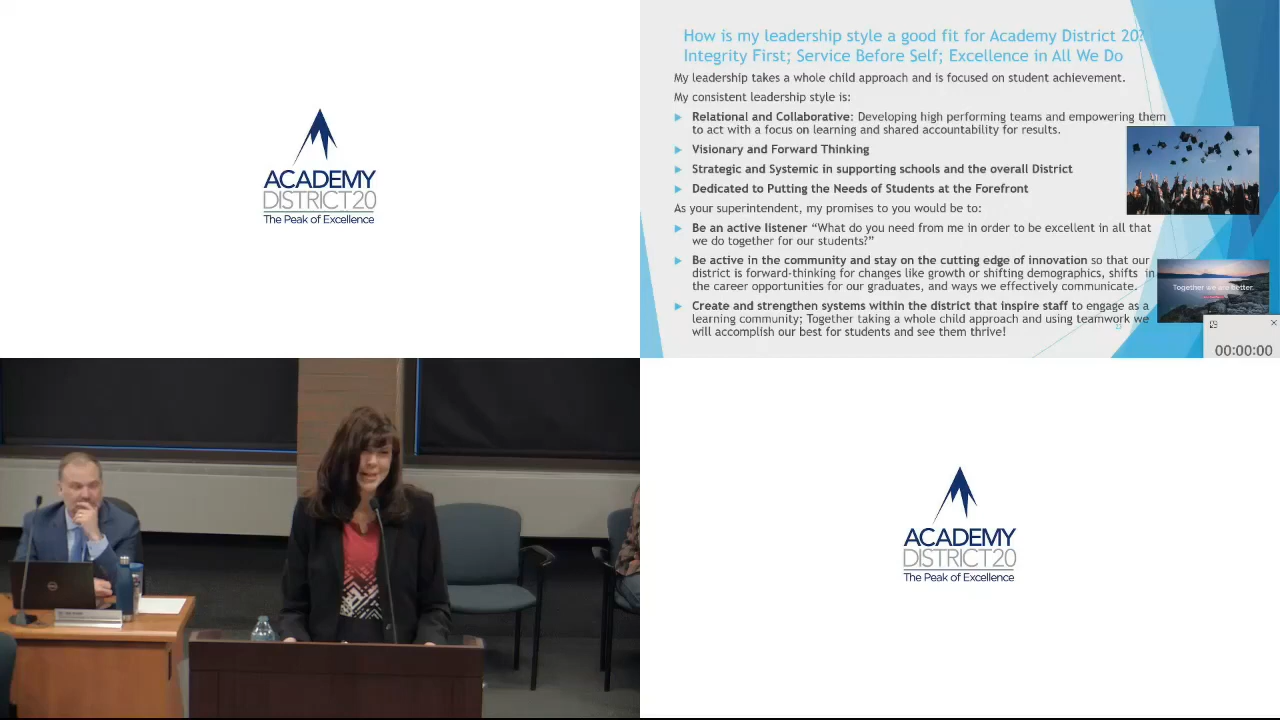 ACADEMY
DISTRICT20
The Peak of Excellence
How is my leadership style a good fit for Academy District 20?
Integrity First; Service Before Self; Excellence in All We Do
My leadership takes a whole child approach and is focused on student achievement.
My consistent leadership style is:
Relational and Collaborative: Developing high performing teams and empowering them
to act with a focus on learning and shared accountability for results.
Visionary and Forward Thinking
Strategic and Systemic in supporting schools and the overall District
Dedicated to Putting the Needs of Students at the Forefront
As your superintendent, my promises to you would be to:
Be an active listener “What do you need from me in order to be excellent in all that
we do together for our students?”
Be active in the community and stay on the cutting edge of innovation so that our
district is forward-thinking for changes like growth or shifting demographics, shifts in
the career opportunities for our graduates, and ways we effectively communicate.
Create and strengthen systems within the district that inspire staff to engage as a
learning community; Together taking a whole child approach and using teamwork we
will accomplish our best for students and see them thrive!
Together we are better.
00:00:00
ACADEMY
DISTRICT20
The Peak of Excellence